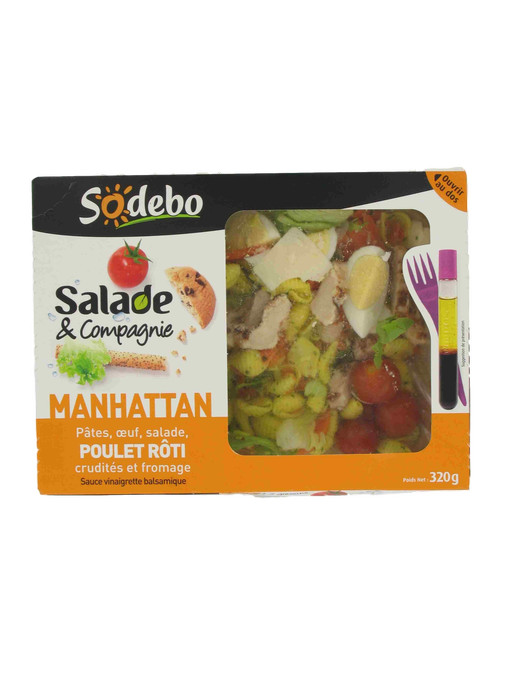 Sodebo
Ouvrir
au dos
Salade
& Compagnie
MANHATTAN
Pâtes, œuf, salade,
POULET RÔTI
crudités et fromage
Sauce vinaigrette balsamique
Poids net : 320g